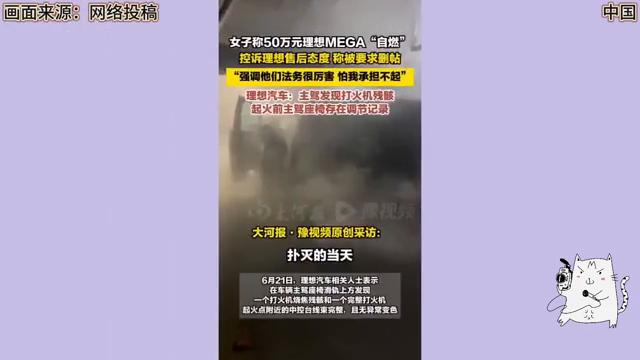 画面来源：网络投稿
中国
女子称50万元理想MEGA“自燃”
控诉理想售后态度 称被要求删帖
“强调他们法务很厉害 怕我承担不起”
理想汽车：主驾发现打火机残骸
起火前主驾座椅存在调节记录
大河报 豫视频
大河报·豫视频原创采访：
扑灭的当天
6月21日，理想汽车相关人士表示
在车辆主驾座椅滑轨上方发现
一个打火机烧焦残骸和一个完整打火机
起火点附近的中控台线束完整，且无异常变色